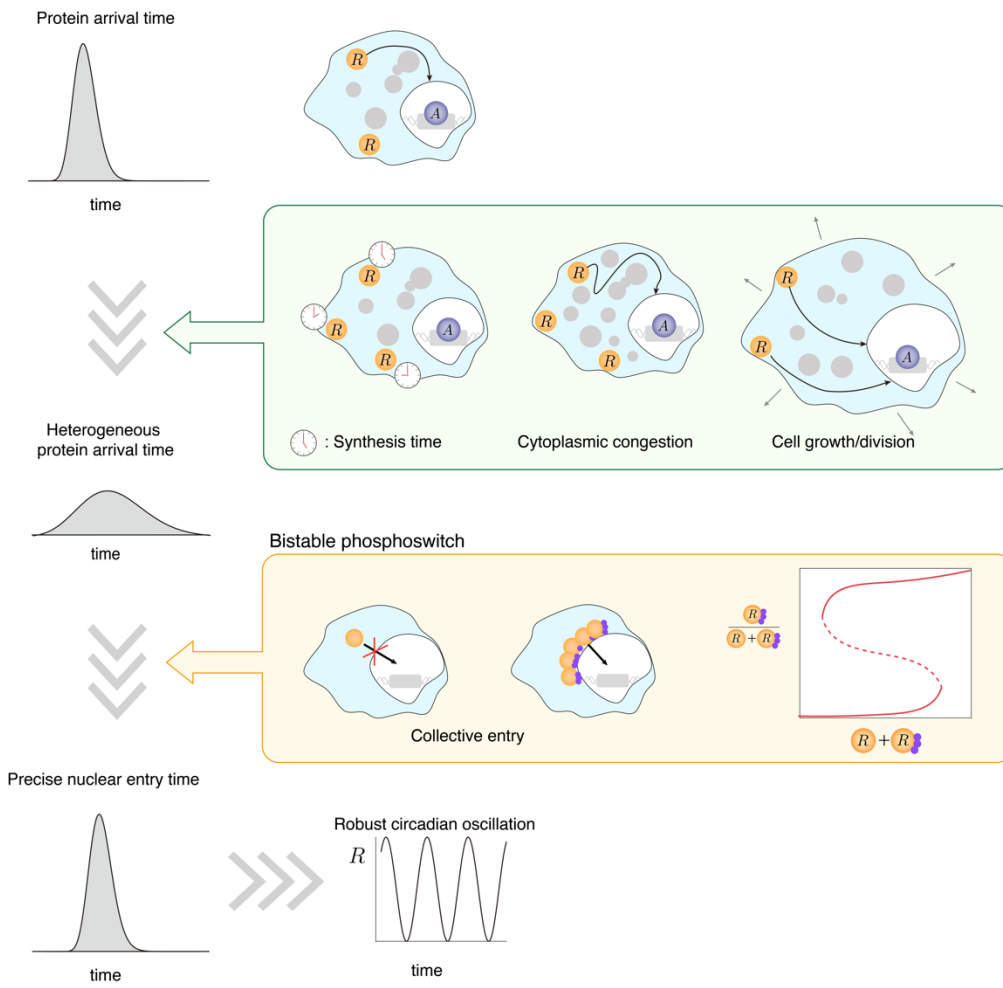 Protein arrival time
R
A
R
time
R
R
A
R
R
R
A
R
R
A
R
: Synthesis time
Cytoplasmic congestion
Cell growth/division
Heterogeneous
protein arrival time
time
Bistable phosphoswitch
R
R + R
Collective entry
R + R
Precise nuclear entry time
time
Robust circadian oscillation
R
time